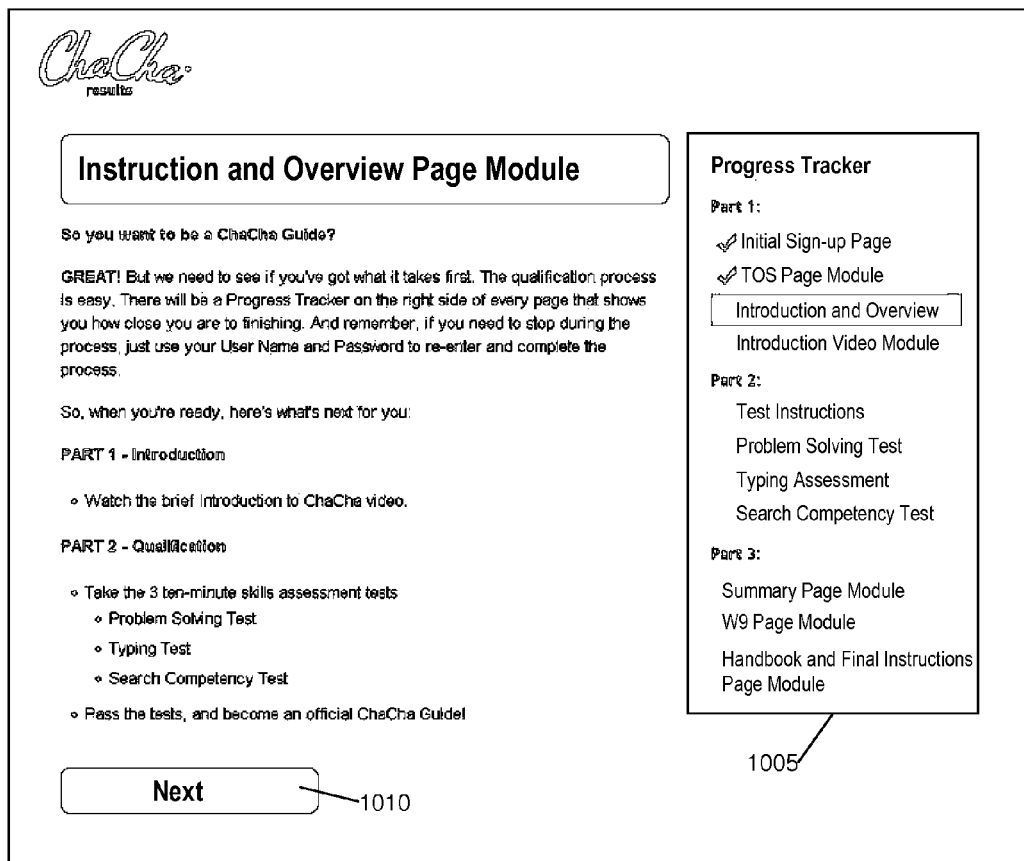 ChaCha
results
Instruction and Overview Page Module
So you want to be a ChaCha Guide?
GREAT! But we need to see if you've got what it takes first. The qualification process
is easy. There will be a Progress Tracker on the right side of every page that shows
you how close you are to finishing. And remember, if you need to stop during the
process, just use your User Name and Password to re-enter and complete the
process.
So, when you're ready, here's what's next for you:
PART 1 - Introduction
Watch the brief Introduction to ChaCha video.
PART 2 - Qualification
Take the 3 ten-minute skills assessment tests
Problem Solving Test
Typing Test
Search Competency Test
Pass the tests, and become an official ChaCha Guide!
Next
1010
Progress Tracker
Part 1:
Initial Sign-up Page
TOS Page Module
Introduction and Overview
Introduction Video Module
Part 2:
Test Instructions
Problem Solving Test
Typing Assessment
Search Competency Test
Part 3:
Summary Page Module
W9 Page Module
Handbook and Final Instructions
Page Module
1005